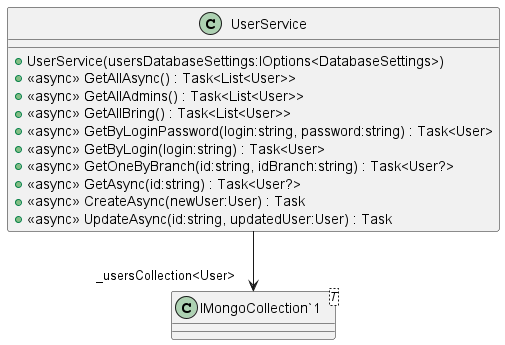 C UserService
UserService(usersDatabaseSettings:IOptions<DatabaseSettings>)
«async» GetAllAsync() : Task<List<User>>
«async» GetAllAdmins() : Task<List<User>>
«async» GetAllBring() : Task<List<User>>
«async» GetByLoginPassword(login:string, password:string) : Task<User>
«async» GetByLogin(login:string) : Task<User>
«async» GetOneByBranch(id:string, idBranch:string) : Task<User?>
«async» GetAsync(id:string) : Task<User?>
«async» CreateAsync(newUser:User) : Task
«async» UpdateAsync(id:string, updatedUser:User) : Task
_usersCollection<User>
C IMongoCollection`1 T